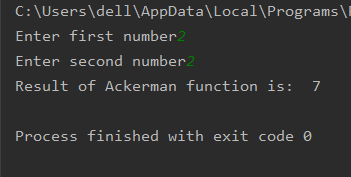 C:\Users\dell\AppData\Local\Programs\
Enter first number2
Enter second number2
Result of Ackerman function is:  7
Process finished with exit code 0